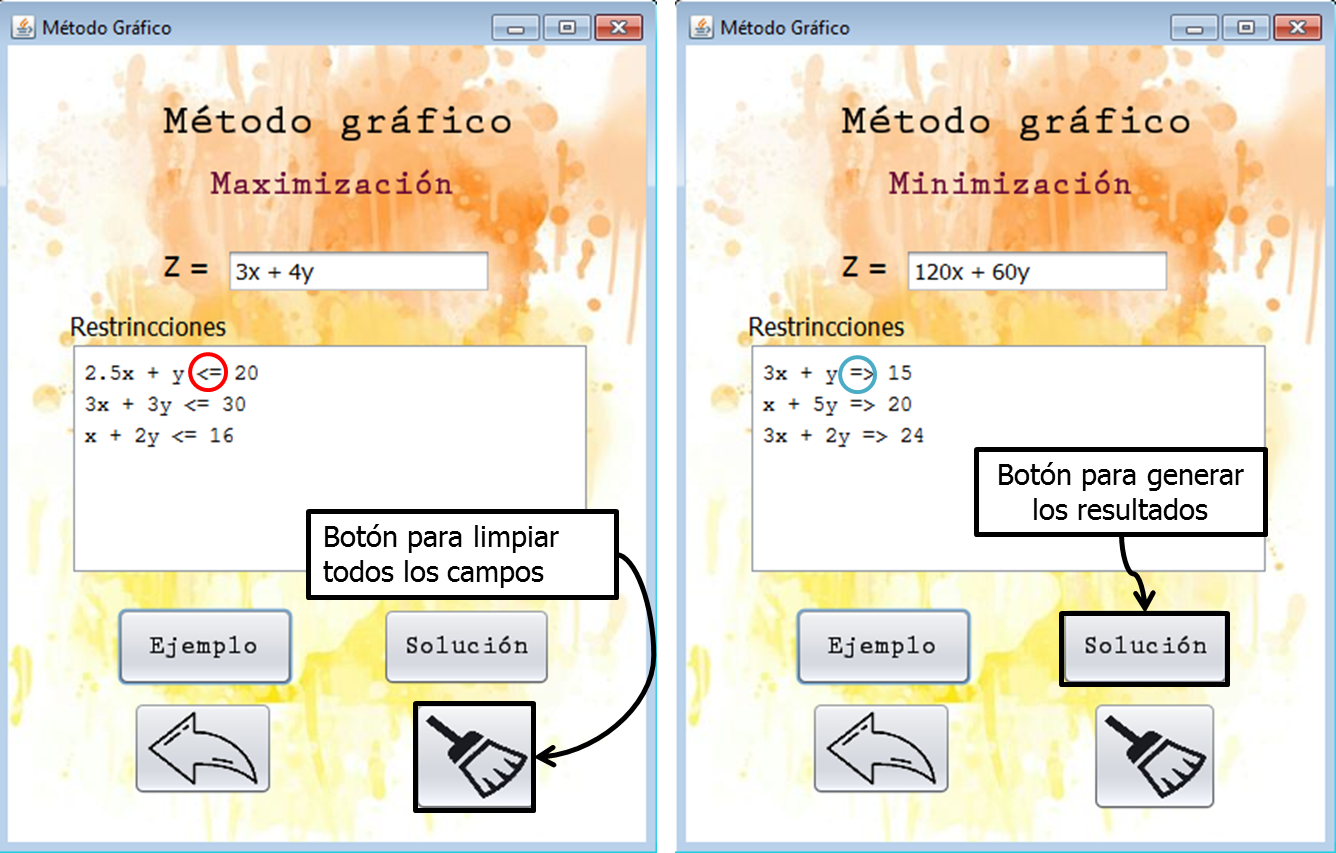 Método Gráfico
Método gráfico
Maximización
Z = 3x + 4y
Restrincciones
2.5x + y <= 20
3x + 3y <= 30
x + 2y <= 16
Botón para limpiar
todos los campos
Ejemplo Solución
Método Gráfico
Método gráfico
Minimización
Z = 120x + 60y
Restrincciones
3x + y => 15
x + 5y => 20
3x + 2y => 24
Botón para generar
los resultados
Ejemplo Solución